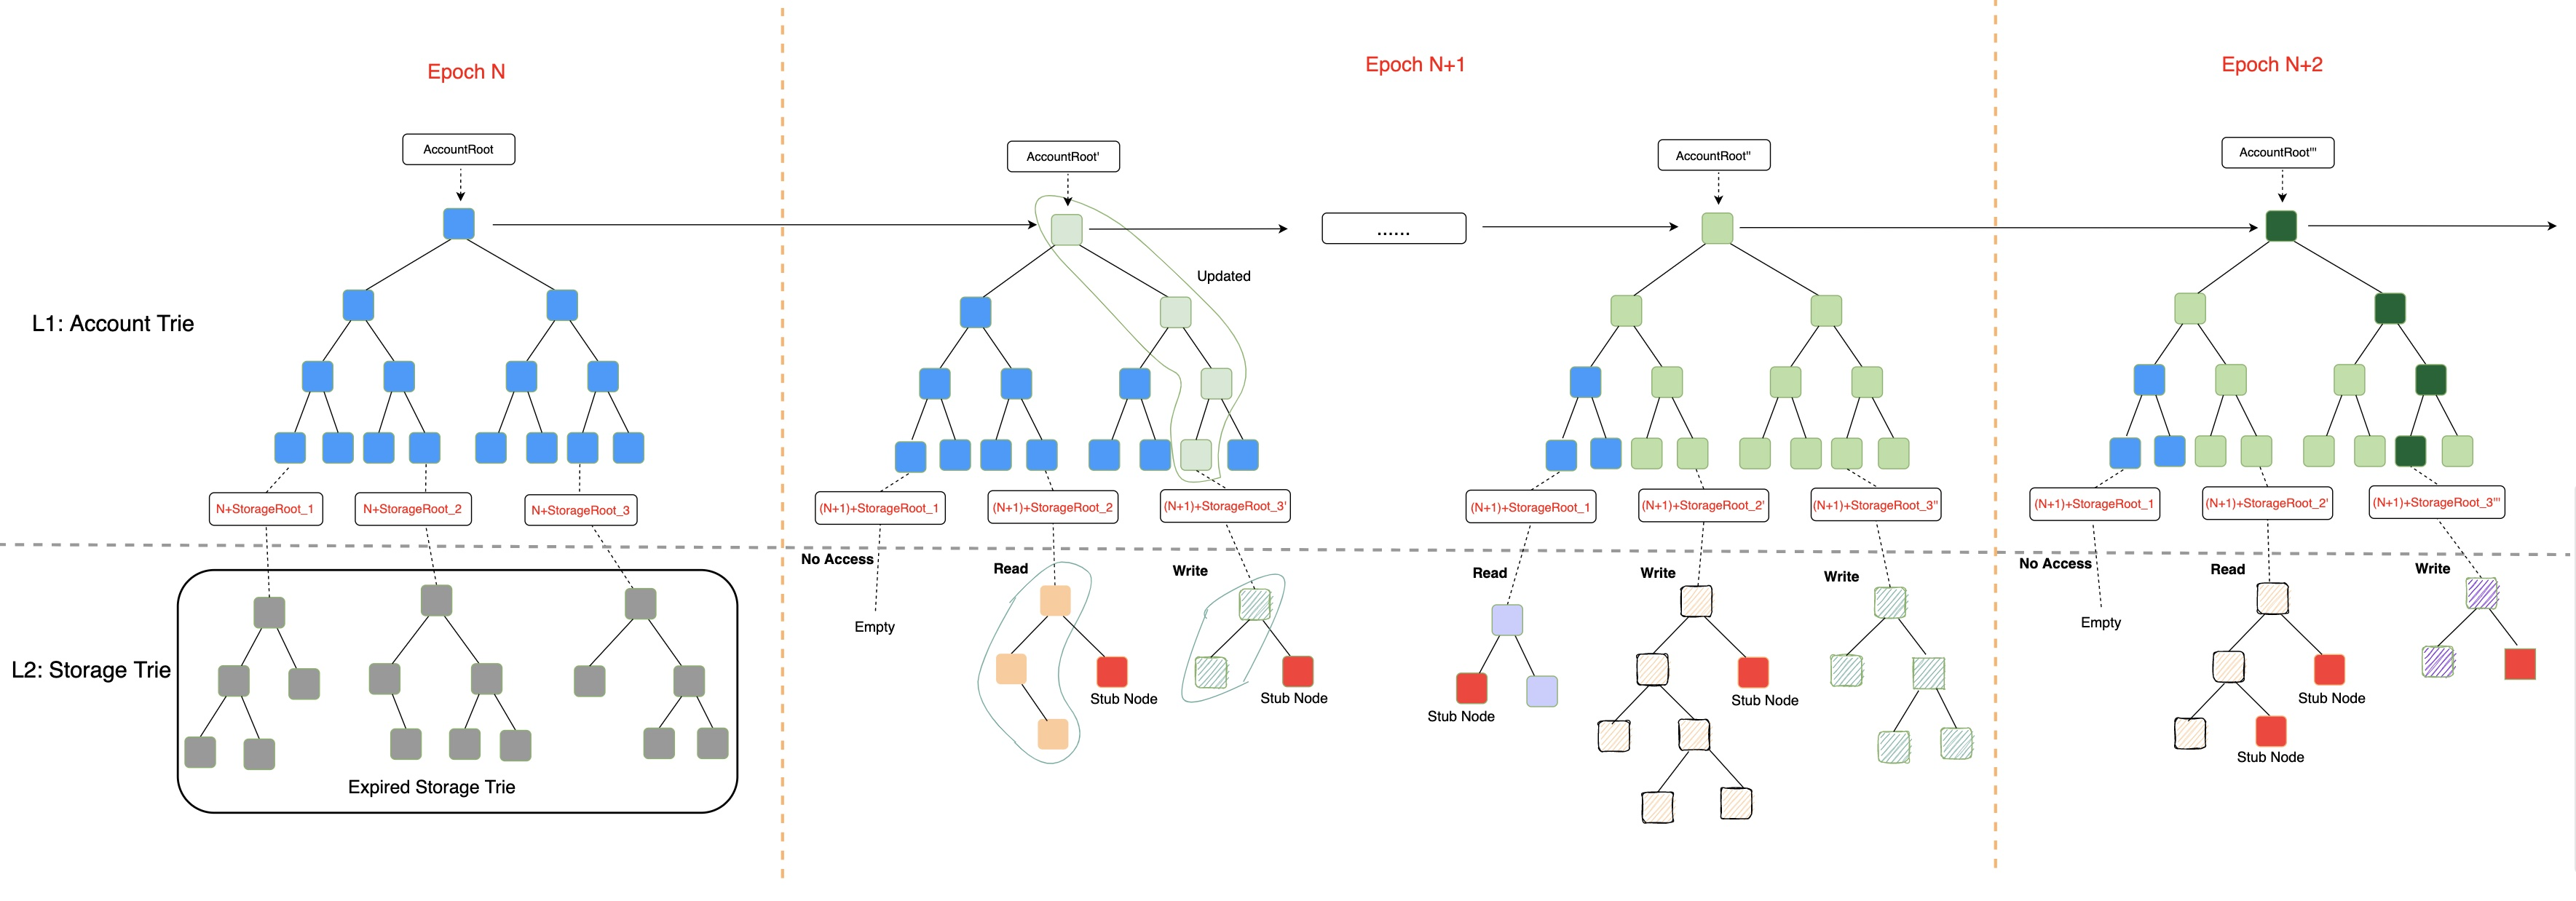 Epoch N
Epoch N+1
Epoch N+2
AccountRoot
AccountRoot'
AccountRoot''
AccountRoot'''
......
Updated
L1: Account Trie
N+StorageRoot_1
N+StorageRoot_2
N+StorageRoot_3
(N+1)+StorageRoot_1
(N+1)+StorageRoot_2
(N+1)+StorageRoot_3'
(N+1)+StorageRoot_1
(N+1)+StorageRoot_2'
(N+1)+StorageRoot_3''
(N+1)+StorageRoot_1
(N+1)+StorageRoot_2'
(N+1)+StorageRoot_3'''
No Access
Read
Write
Read
Write
Write
No Access
Read
Write
Empty
Empty
L2: Storage Trie
Stub Node
Stub Node
Stub Node
Stub Node
Stub Node
Stub Node
Expired Storage Trie